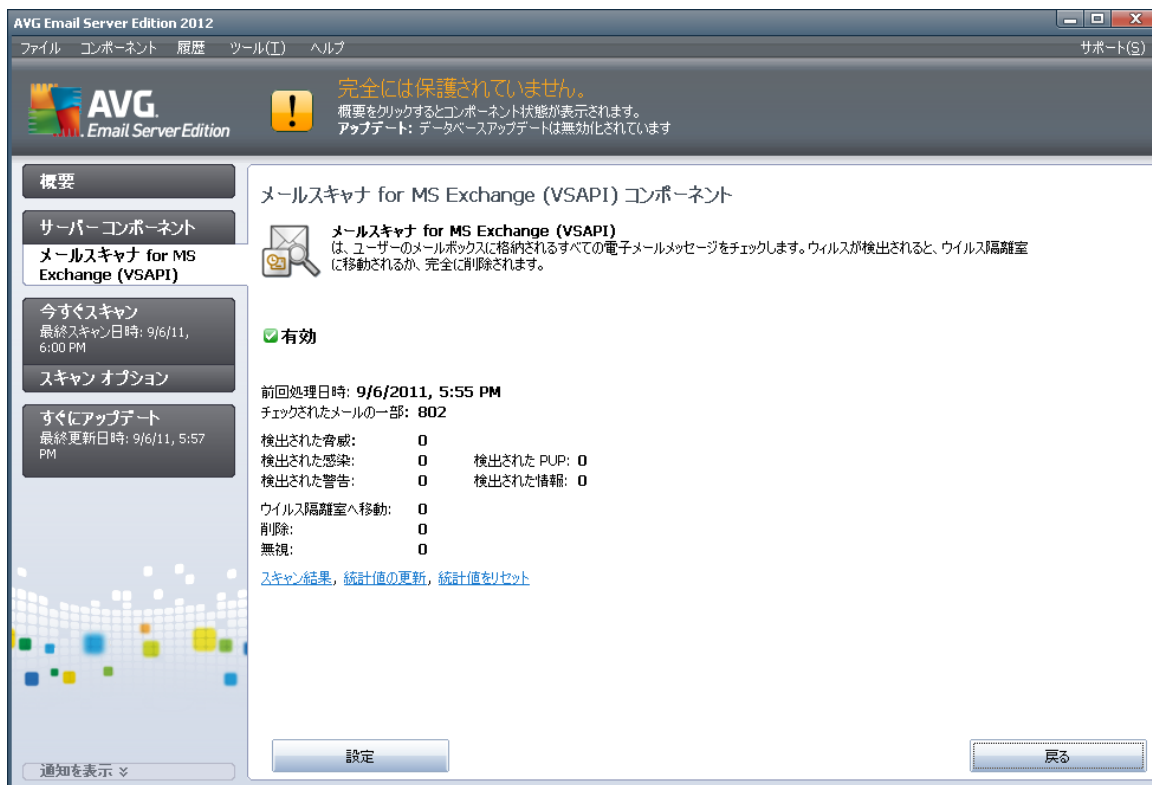 AVG Email Server Edition 2012
ファイル コンポーネント 履歴 ツール(T) ヘルプ サポート(S)
AVG.
Email Server Edition
完全には保護されていません。
概要をクリックするとコンポーネント状態が表示されます。
アップデート: データベースアップデートは無効化されています
概要
サーバー コンポーネント
メールスキャナ for MS
Exchange (VSAPI)
今すぐスキャン
最終スキャン日時: 9/6/11,
6:00 PM
スキャン オプション
すぐにアップデート
最終更新日時: 9/6/11, 5:57
PM
通知を表示
メールスキャナ for MS Exchange (VSAPI) コンポーネント
メールスキャナ for MS Exchange (VSAPI)
は、ユーザーのメールボックスに格納されるすべての電子メールメッセージをチェックします。ウィルスが検出されると、ウイルス隔離室
に移動されるか、完全に削除されます。
有効
前回処理日時: 9/6/2011, 5:55 PM
チェックされたメールの一部: 802
検出された脅威: 0
検出された感染: 0 検出された PUP: 0
検出された警告: 0 検出された情報: 0
ウイルス隔離室へ移動: 0
削除: 0
無視: 0
スキャン結果, 統計値の更新, 統計値をリセット
設定
戻る